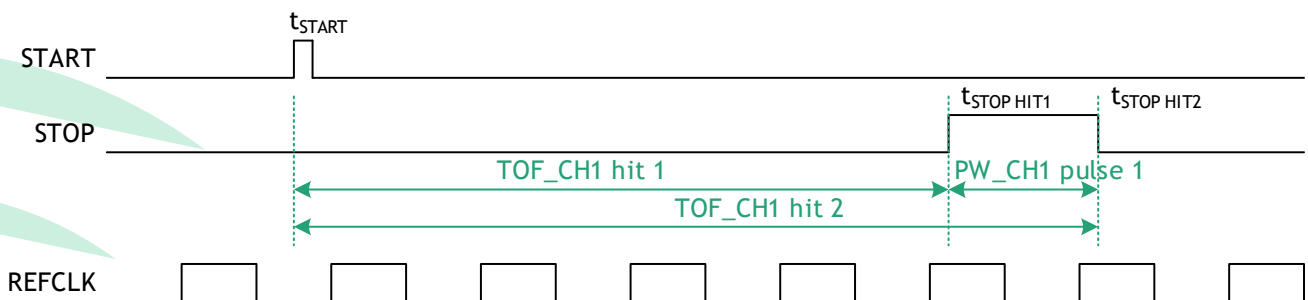 tSTART
START
tSTOP HIT1 tSTOP HIT2
STOP
TOF_CH1 hit 1 PW_CH1 pulse 1
TOF_CH1 hit 2
REFCLK